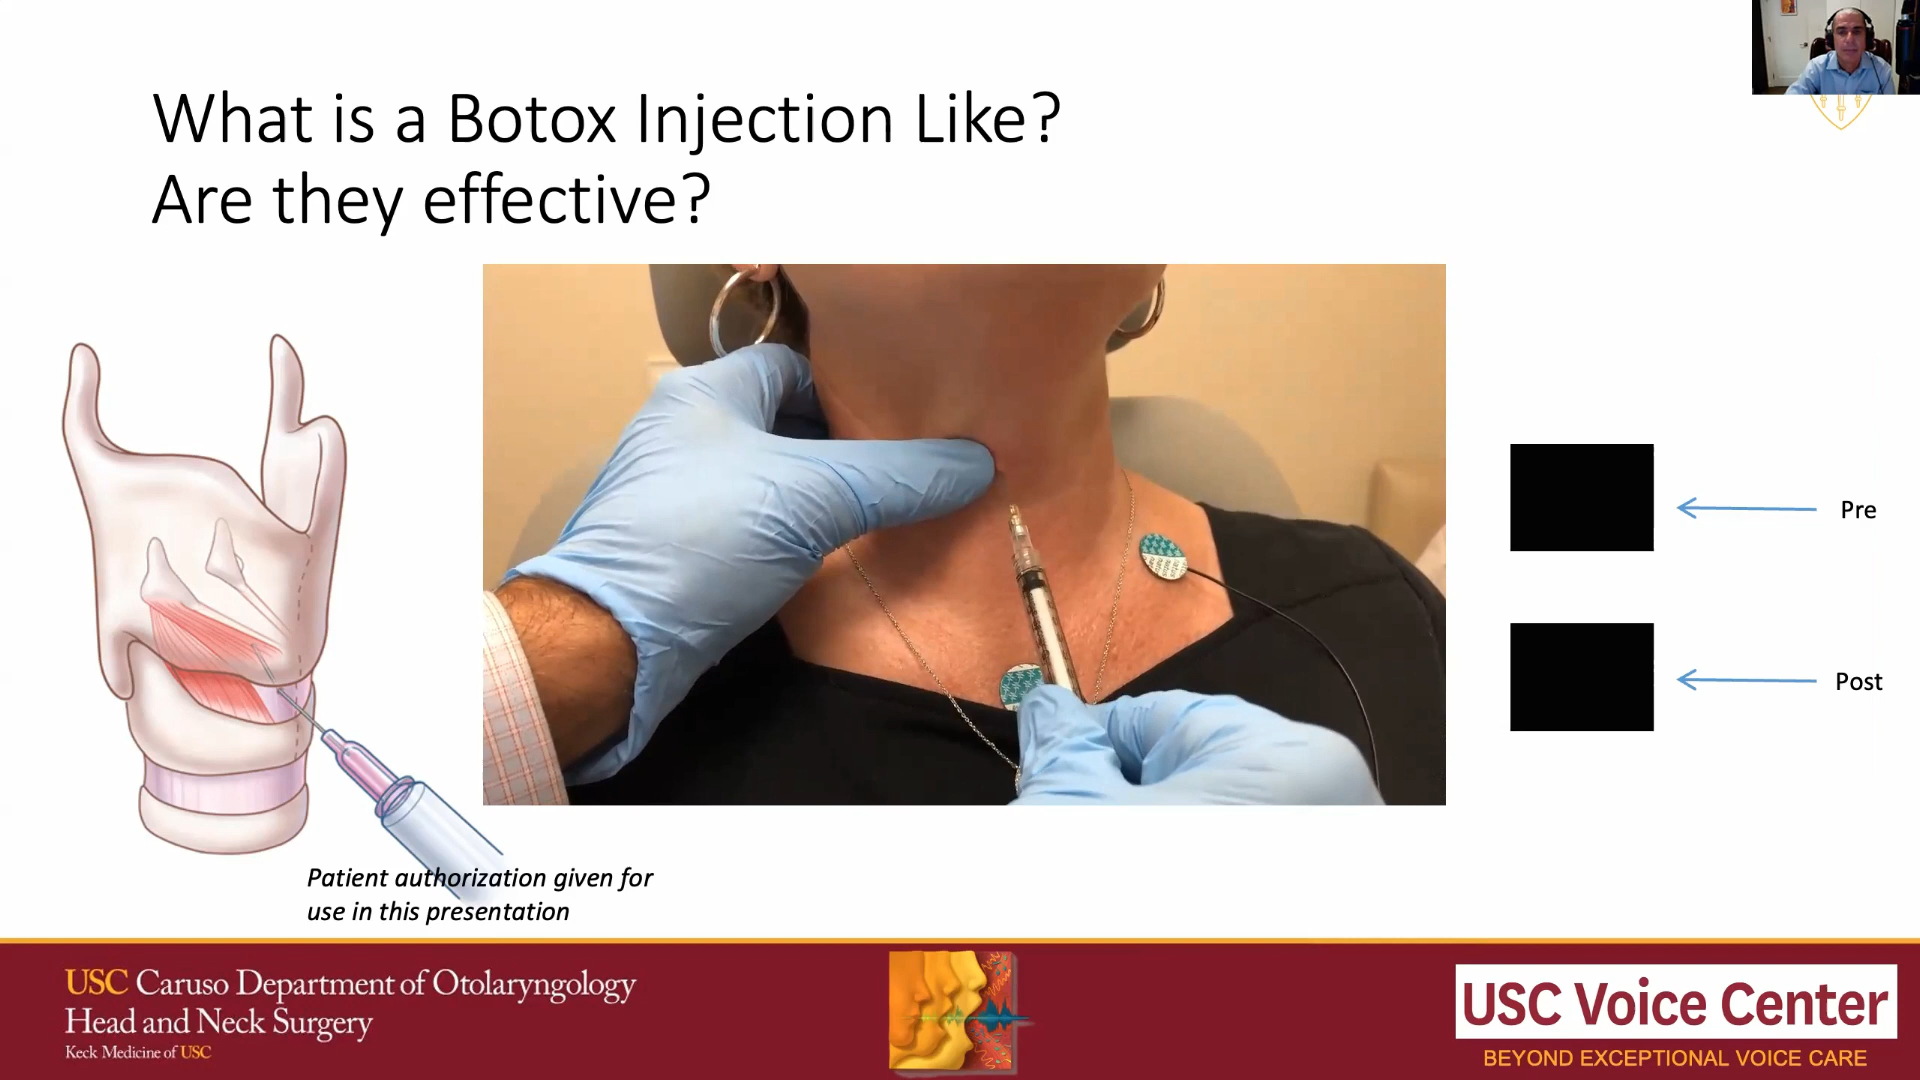 What is a Botox Injection Like?
Are they effective?
Pre
Post
Patient authorization given for
use in this presentation
USC Caruso Department of Otolaryngology
Head and Neck Surgery
Keck Medicine of USC
USC Voice Center
BEYOND EXCEPTIONAL VOICE CARE